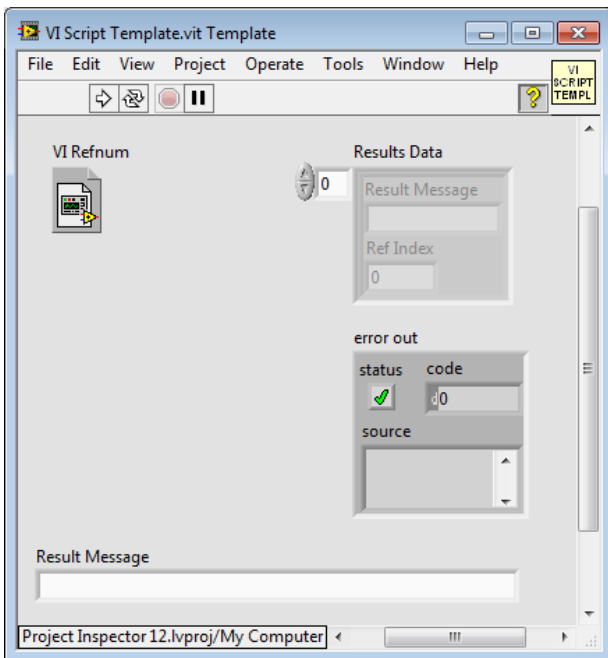 VI Script Template.vit Template
File Edit View Project Operate Tools Window Help
VI
SCRIPT
TEMPL
VI Refnum
Results Data
0
Result Message
Ref Index
0
error out
status code
d0
source
Result Message
Project Inspector 12.lvproj/My Computer